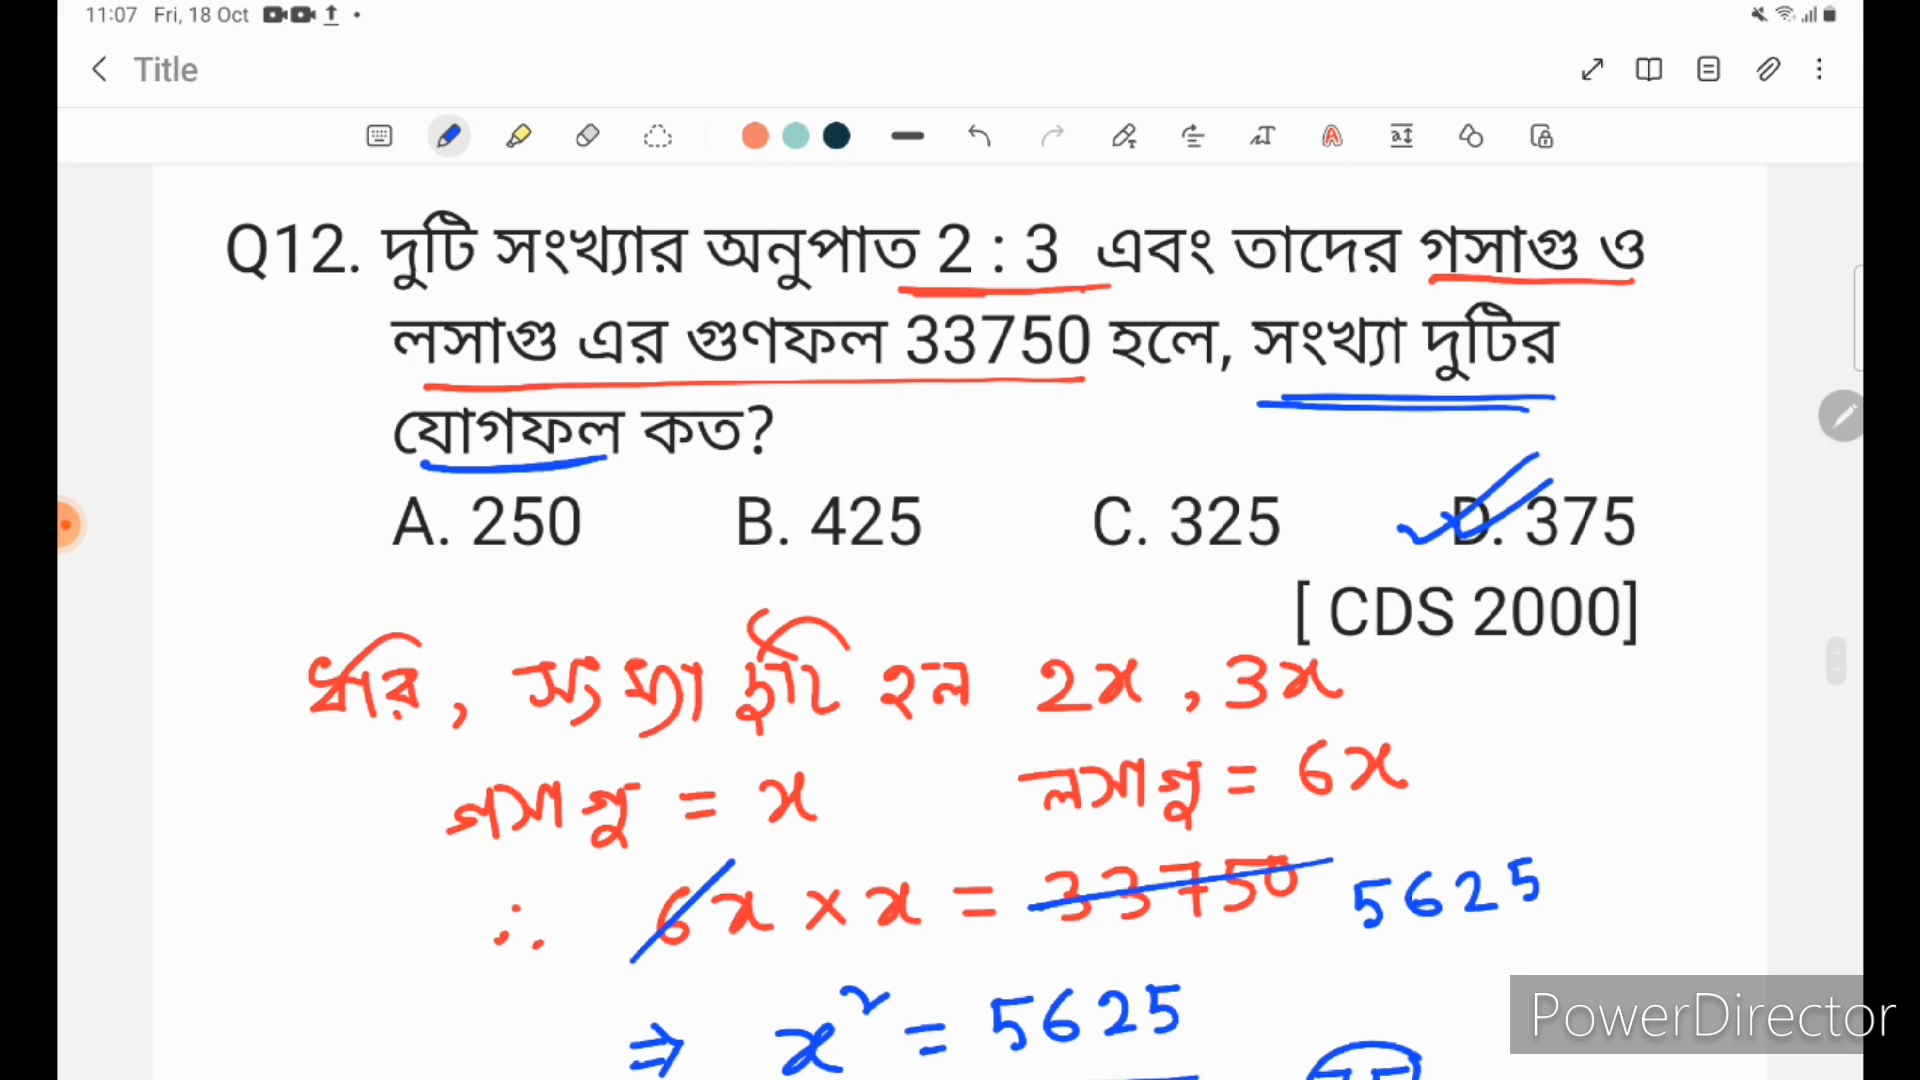 11:07 Fri, 18 Oct
Title
Q12. দুটি সংখ্যার অনুপাত 2 : 3 এবং তাদের গসাগু ও
লসাগু এর গুণফল 33750 হলে, সংখ্যা দুটির
যোগফল কত?
A. 250 B. 425 C. 325 D. 375
[ CDS 2000]
ধরি, সংখ্যা দুটি হল 2x , 3x
গসাগু = x লসাগু = 6x
∴ 6x × x = 33750 5625
⇒ x² = 5625
PowerDirector